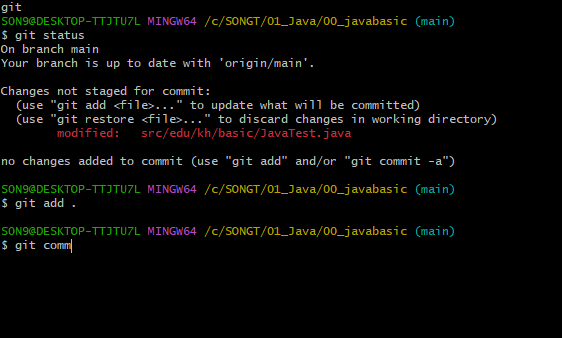 git
SON9@DESKTOP-TTJTU7L MINGW64 /c/SONGT/01_Java/00_javabasic (main)
$ git status
On branch main
Your branch is up to date with 'origin/main'.
Changes not staged for commit:
  (use "git add <file>..." to update what will be committed)
  (use "git restore <file>..." to discard changes in working directory)
        modified:   src/edu/kh/basic/JavaTest.java
no changes added to commit (use "git add" and/or "git commit -a")
SON9@DESKTOP-TTJTU7L MINGW64 /c/SONGT/01_Java/00_javabasic (main)
$ git add .
SON9@DESKTOP-TTJTU7L MINGW64 /c/SONGT/01_Java/00_javabasic (main)
$ git comm